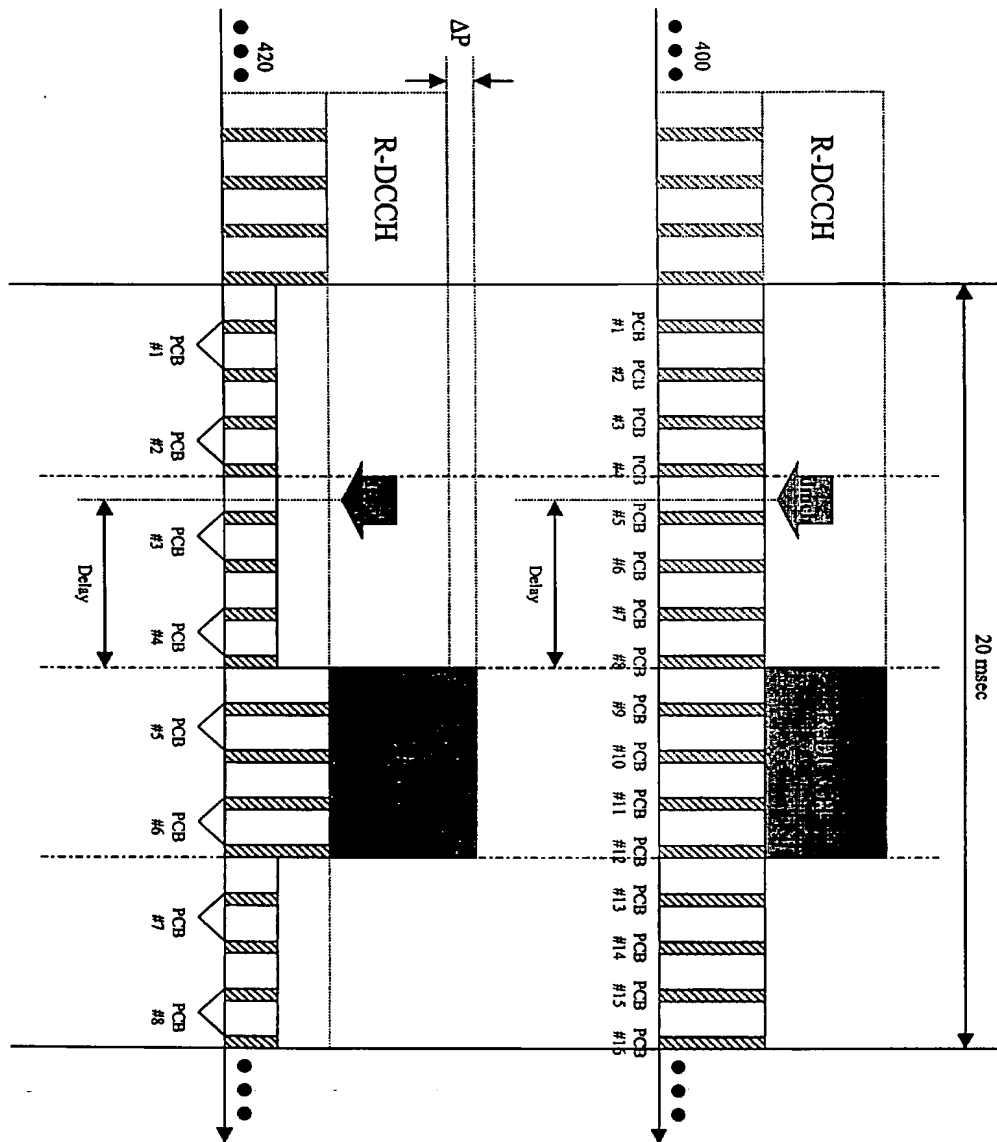 20 msec
400
R-DCCH
PCB
#1
PCB
#2
PCB
#3
PCB
PCB
#5
PCB
#6
PCB
#7
PCB
#8
PCB
#9
PCB
#10
PCB
#11
PCB
#12
PCB
#13
PCB
#14
PCB
#15
PCB
#16
Delay
ΔP
420
R-DCCH
PCB
#1
PCB
#2
PCB
#3
PCB
#4
PCB
#5
PCB
#6
PCB
#7
PCB
#8
Delay